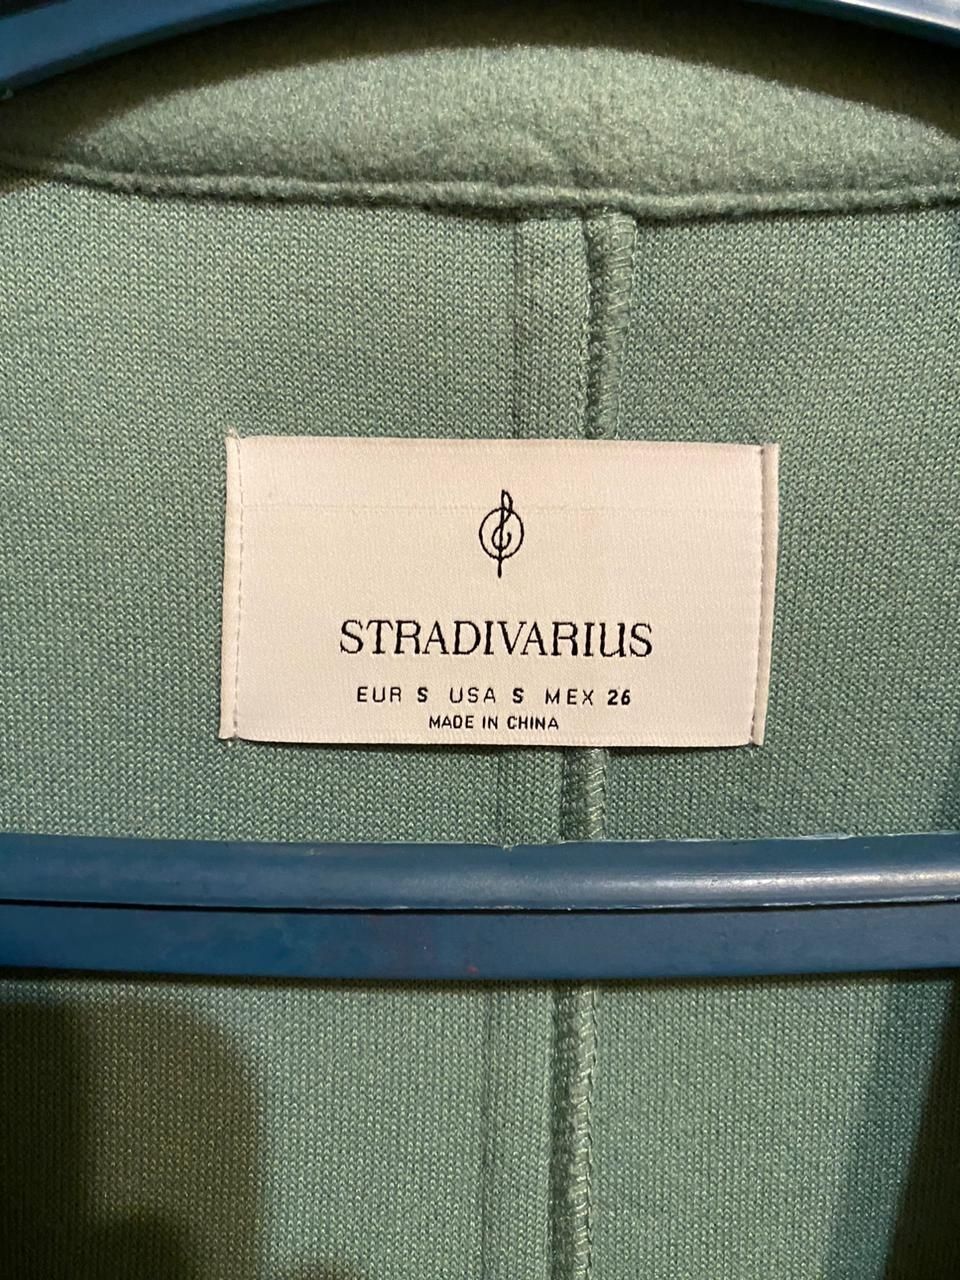 STRADIVARIUS
EUR S USA S MEX 26
MADE IN CHINA